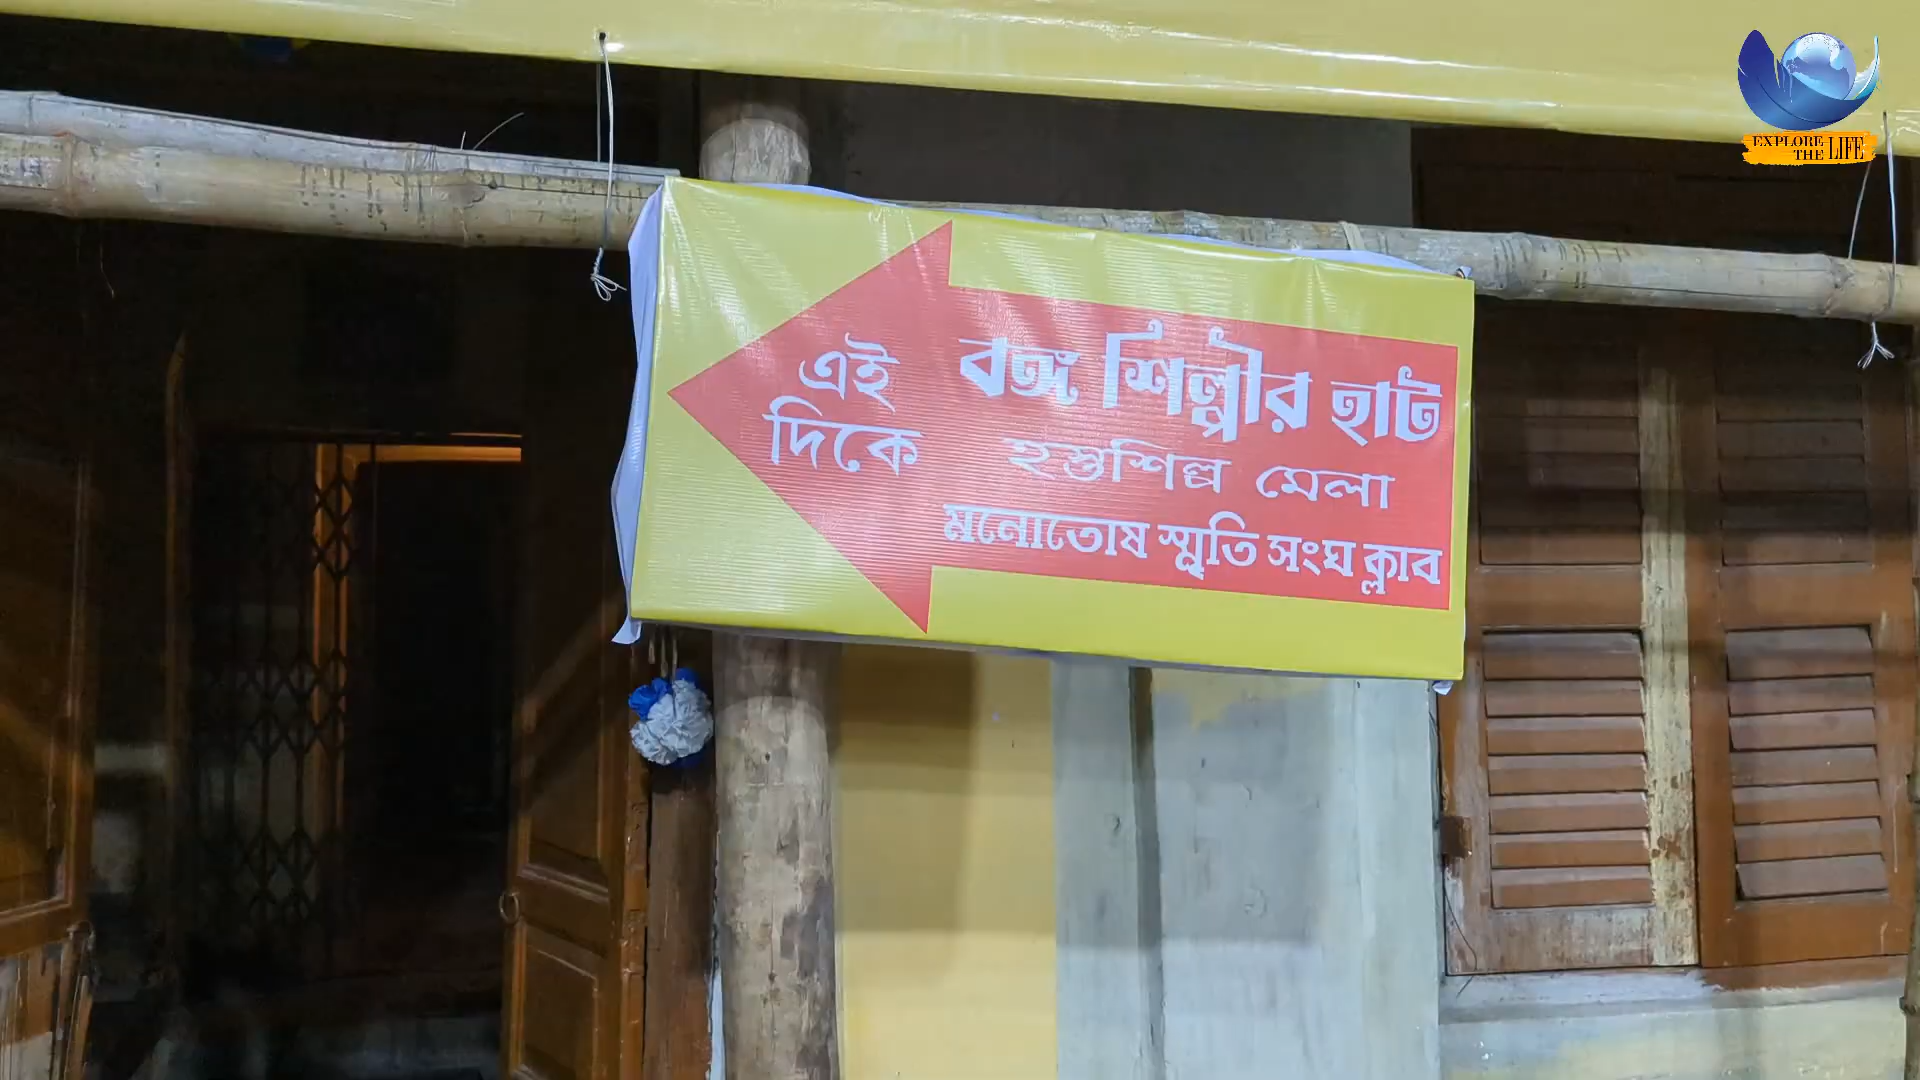 এই
দিকে
বঙ্গ শিল্পীর হাট
হস্তশিল্প মেলা
মনোতোষ স্মৃতি সংঘ ক্লাব
EXPLORE
THE LIFE